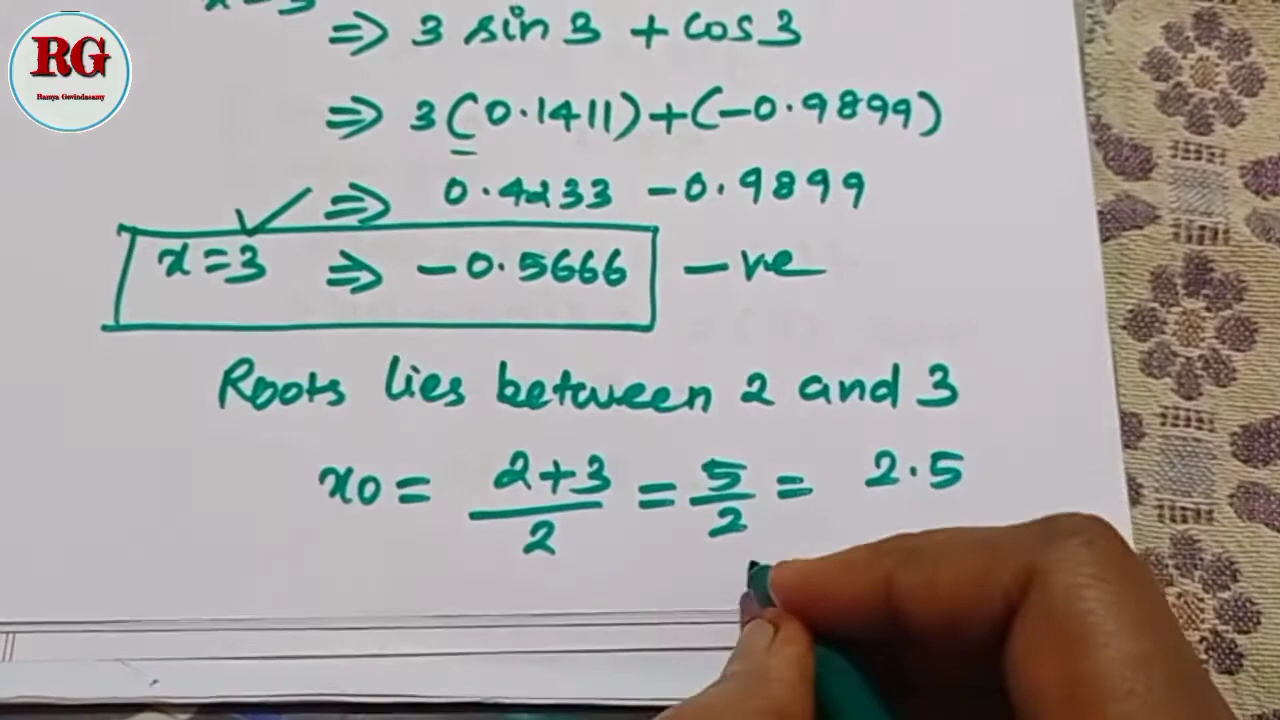 RG
Ramya Govindasamy
x=3
=> 3 sin 3 + cos 3
=> 3(0.1411)+(-0.9899)
=> 0.4233 -0.9899
x=3 => -0.5666 -ve
Roots lies between 2 and 3
x0 = 2+3/2 = 5/2 = 2.5